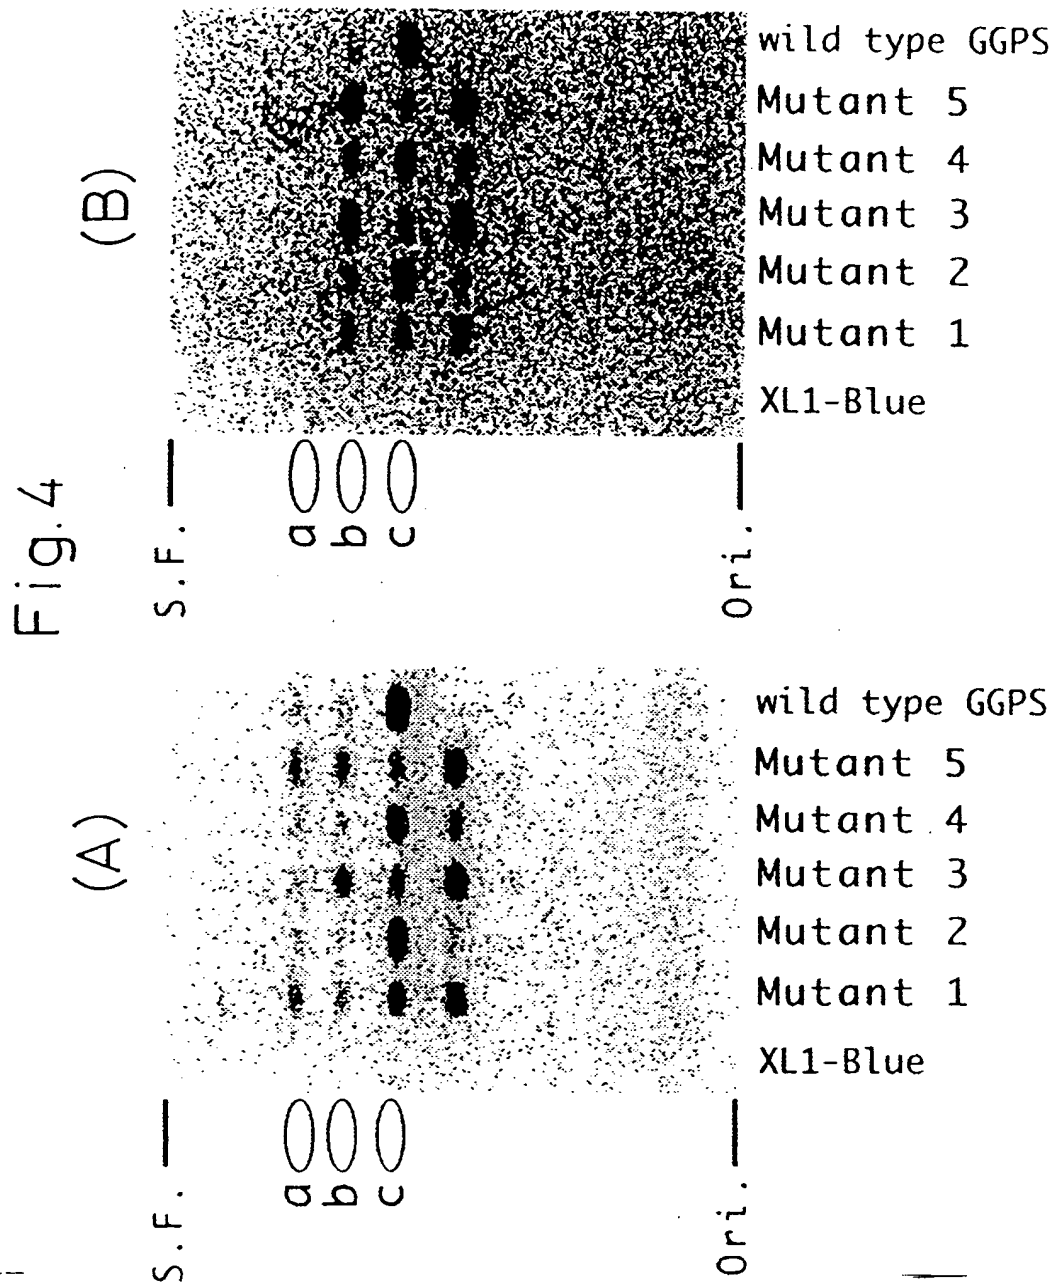 Fig.4
(A)
S.F.
a
b
c
Ori.
XL1-Blue
Mutant 1
Mutant 2
Mutant 3
Mutant 4
Mutant 5
wild type GGPS
(B)
S.F.
a
b
c
Ori.
XL1-Blue
Mutant 1
Mutant 2
Mutant 3
Mutant 4
Mutant 5
wild type GGPS